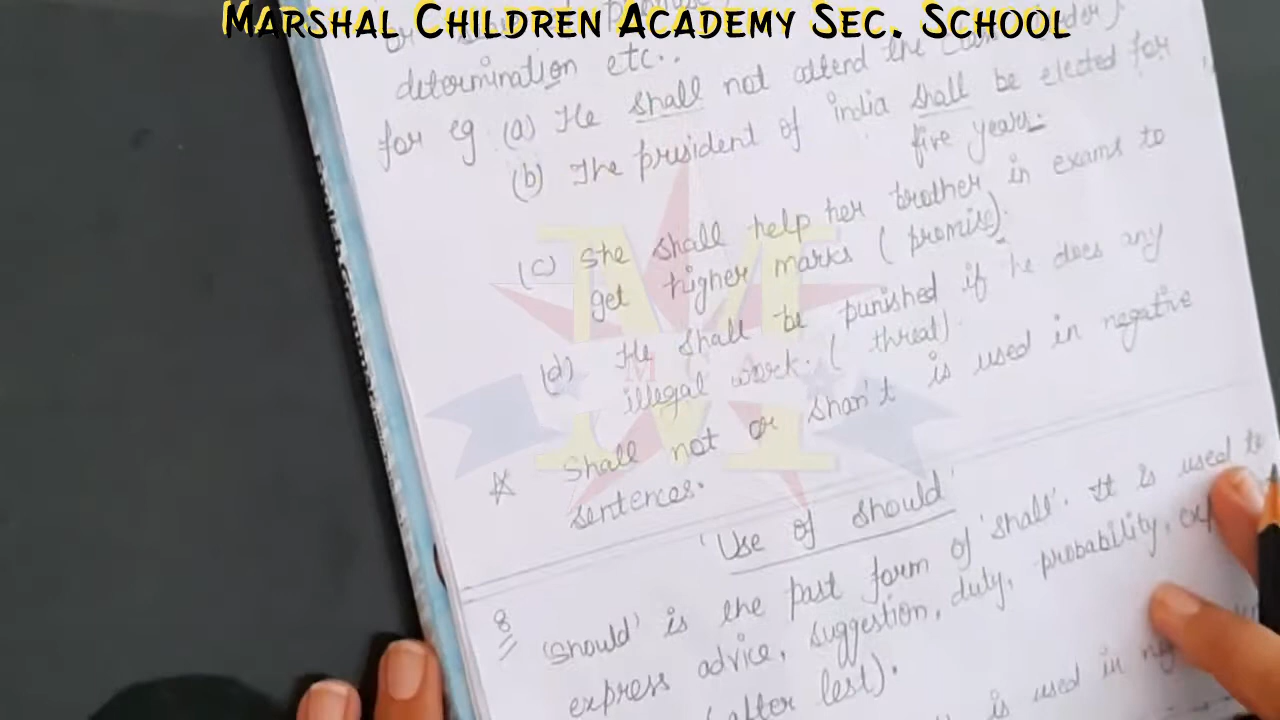 MARSHAL CHILDREN ACADEMY SEC. SCHOOL
determination etc..
for eg (a) He shall not attend the
(b) The president of india shall be elected for
five years.
(c) She shall help her brother in exams to
get higher marks (promise).
(d) He shall be punished if he does any
illegal work. (threat)
Shall not or shan't is used in negative
sentences.
'Use of should'
8 'Should' is the past form of 'shall'. It is used to
express advice, suggestion, duty, probability,
(after lest).
is used in